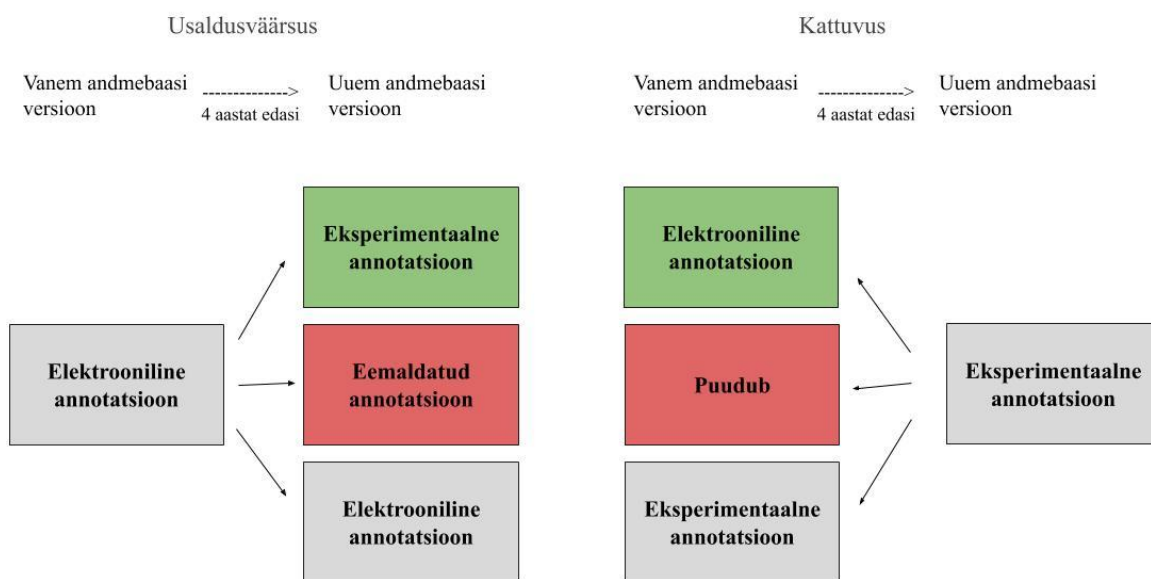 Usaldusväärsus
Vanem andmebaasi
versioon
-------------->
4 aastat edasi
Uuem andmebaasi
versioon
Eksperimentaalne
annotatsioon
Elektrooniline
annotatsioon
Eemaldatud
annotatsioon
Elektrooniline
annotatsioon
Kattuvus
Vanem andmebaasi
versioon
-------------->
4 aastat edasi
Uuem andmebaasi
versioon
Elektrooniline
annotatsioon
Puudub
Eksperimentaalne
annotatsioon
Eksperimentaalne
annotatsioon